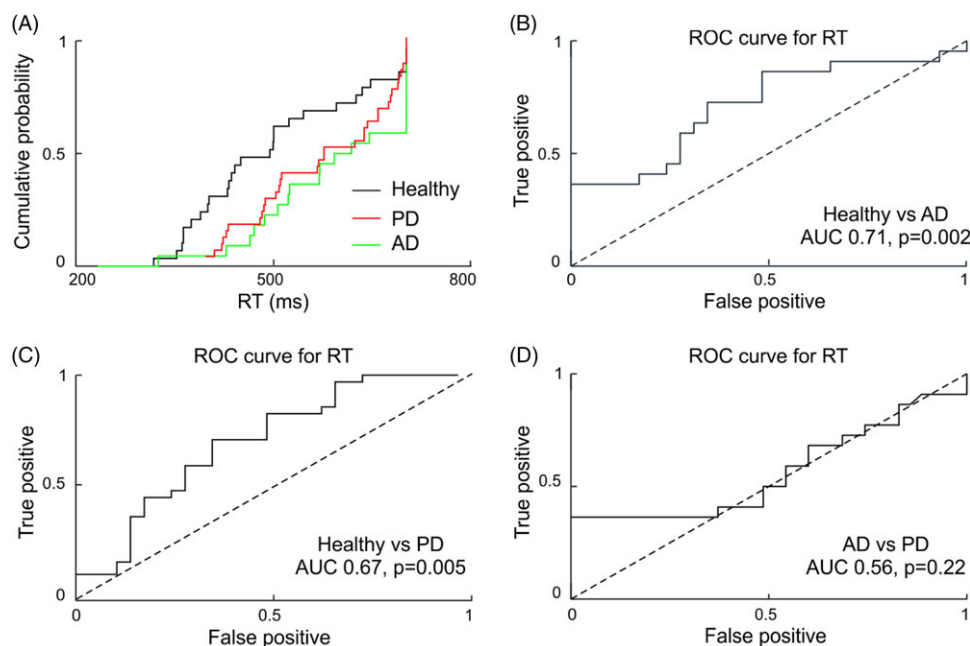 (A)
Cumulative probability
1
0.5
0
200
500
800
RT (ms)
Healthy
PD
AD
(B)
ROC curve for RT
True positive
1
0.5
0
0
0.5
1
False positive
Healthy vs AD
AUC 0.71, p=0.002
(C)
ROC curve for RT
True positive
1
0.5
0
0
0.5
1
False positive
Healthy vs PD
AUC 0.67, p=0.005
(D)
ROC curve for RT
True positive
1
0.5
0
0
0.5
1
False positive
AD vs PD
AUC 0.56, p=0.22